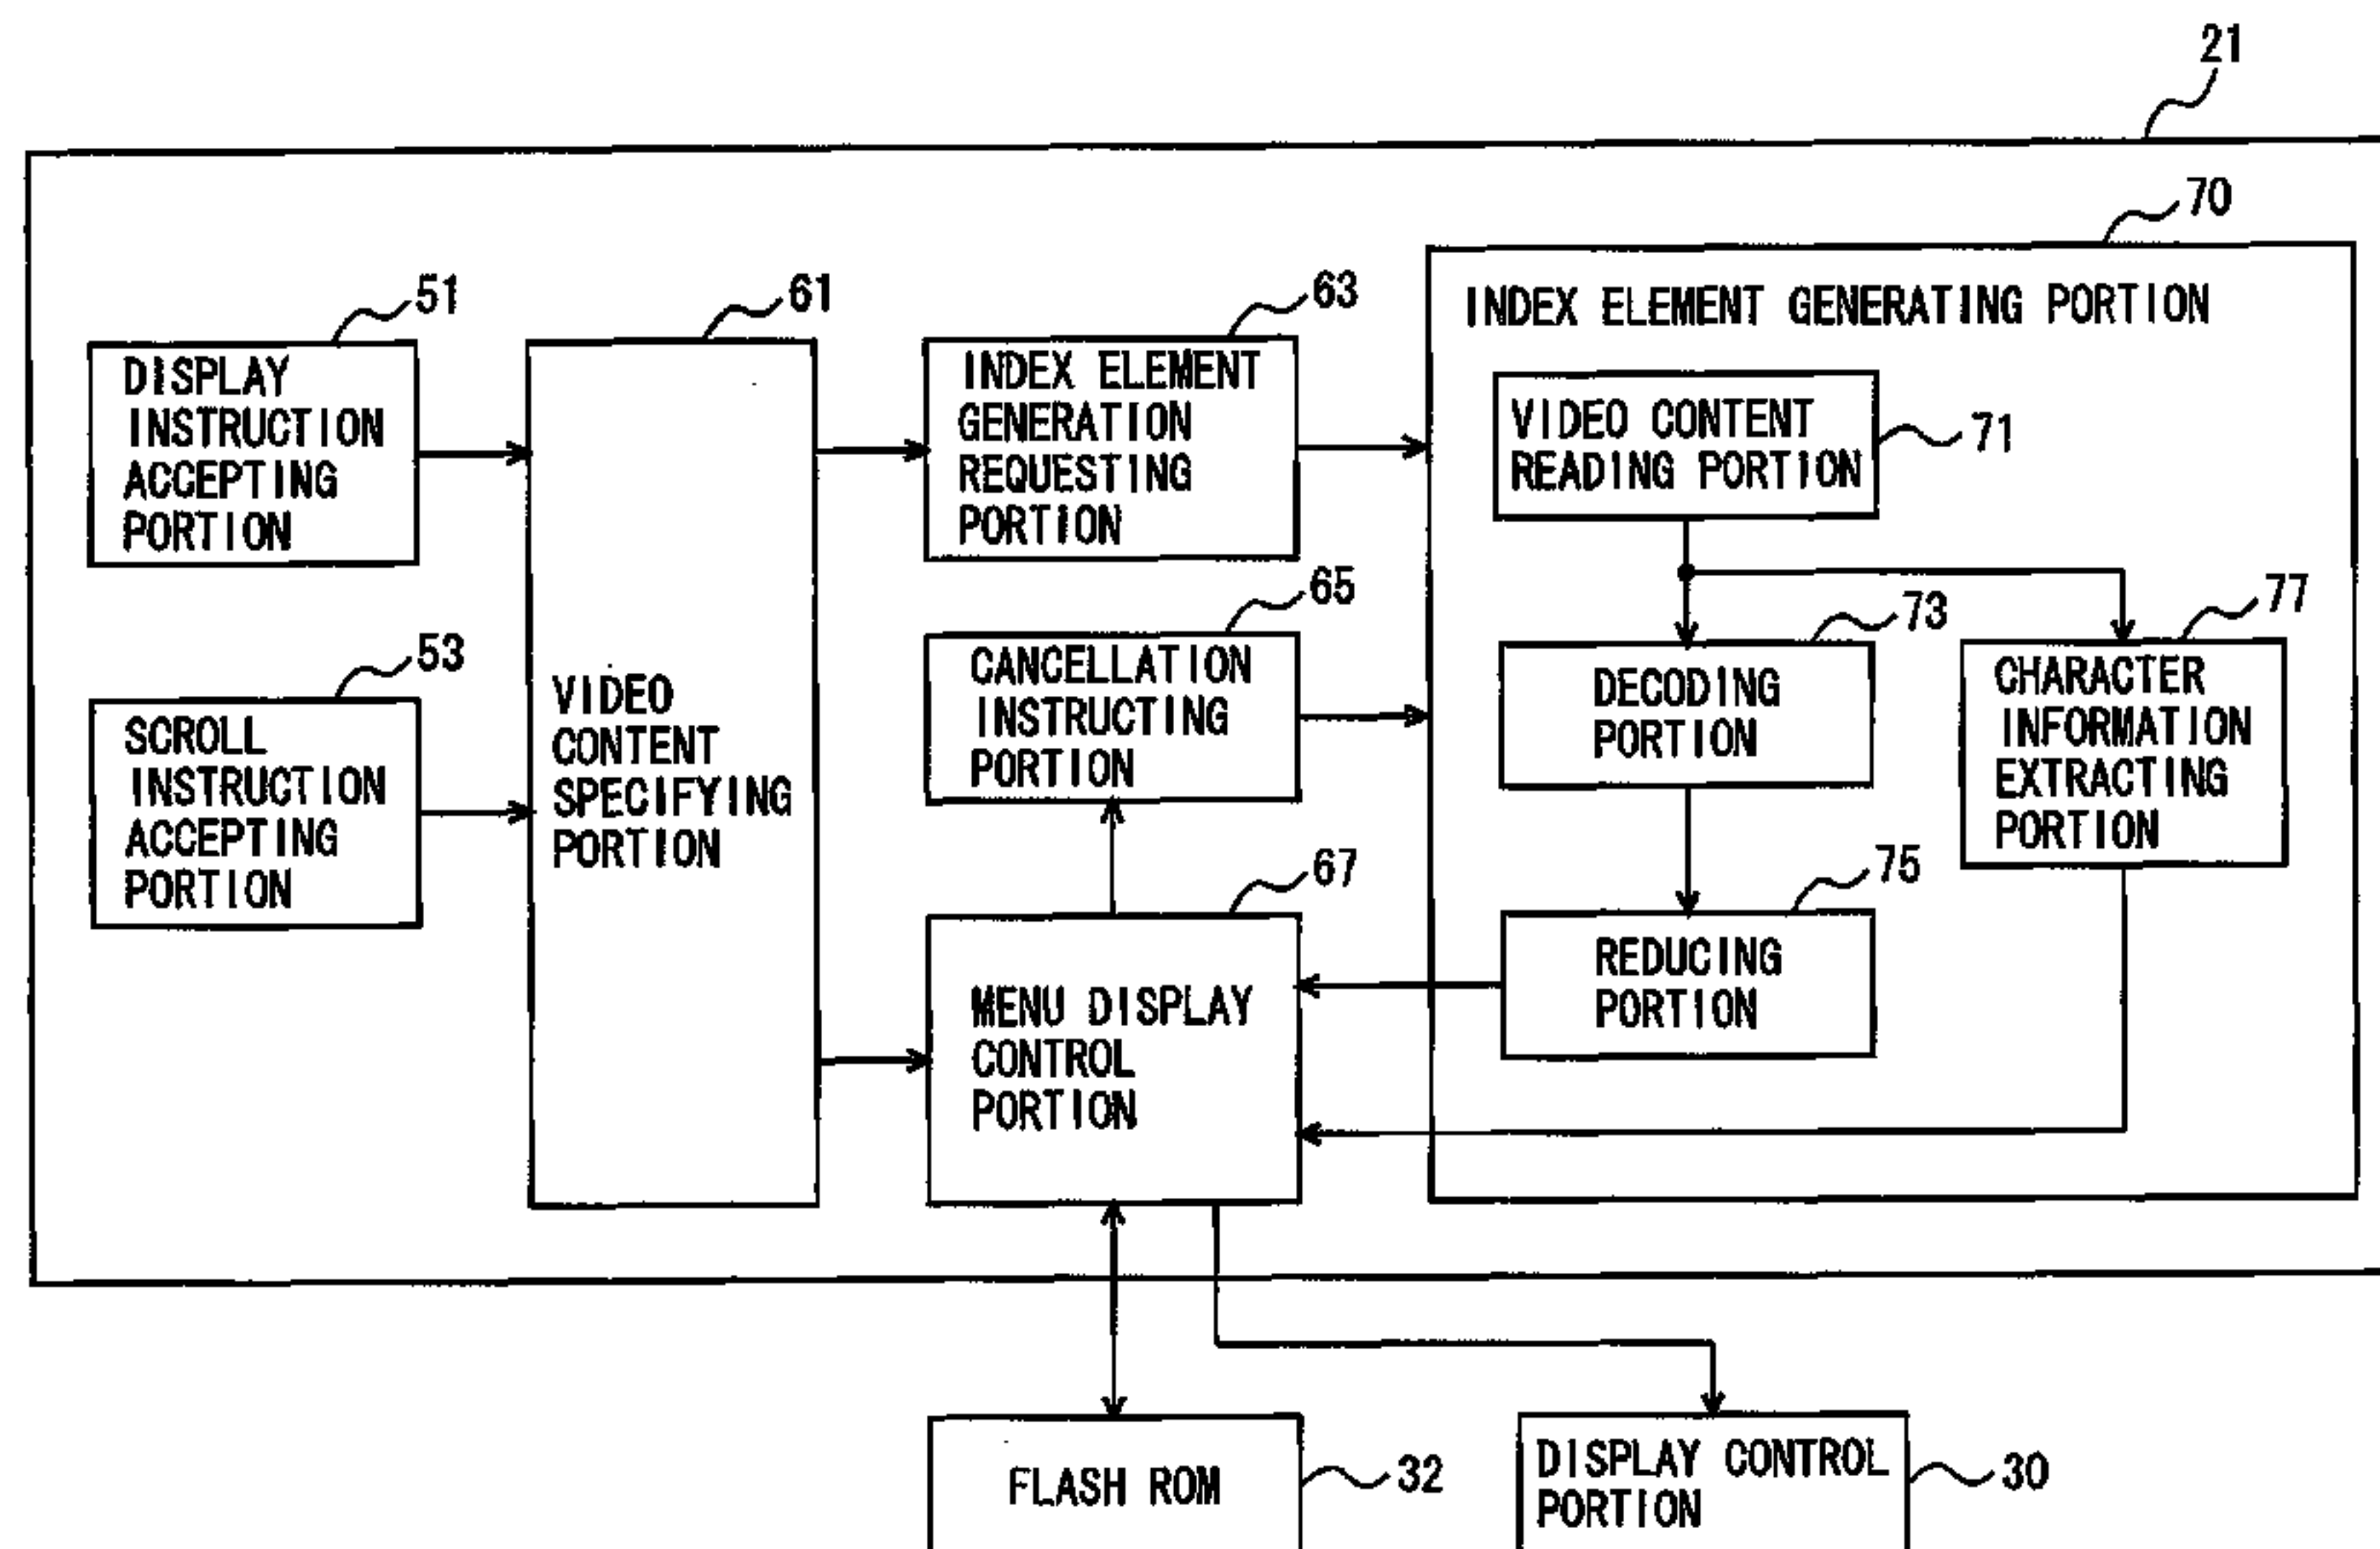 21
70
51
61
63
INDEX ELEMENT GENERATING PORTION
DISPLAY
INSTRUCTION
ACCEPTING
PORTION
INDEX ELEMENT
GENERATION
REQUESTING
PORTION
VIDEO CONTENT
READING PORTION
71
53
65
73
77
SCROLL
INSTRUCTION
ACCEPTING
PORTION
VIDEO
CONTENT
SPECIFYING
PORTION
CANCELLATION
INSTRUCTING
PORTION
DECODING
PORTION
CHARACTER
INFORMATION
EXTRACTING
PORTION
67
75
MENU DISPLAY
CONTROL
PORTION
REDUCING
PORTION
FLASH ROM
32
DISPLAY CONTROL
PORTION
30